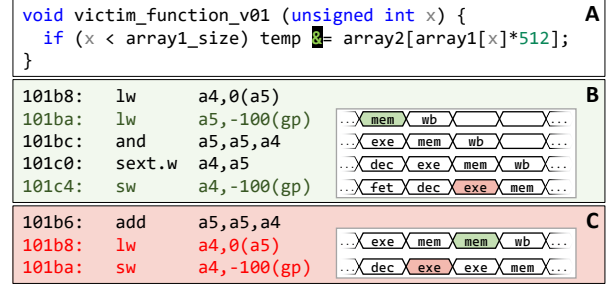 void victim_function_v01 (unsigned int x) { A
if (x < array1_size) temp &= array2[array1[x]*512];
}
101b8: lw a4,0(a5) B
101ba: lw a5,-100(gp) ... mem wb ...
101bc: and a5,a5,a4 ... exe mem wb ...
101c0: sext.w a4,a5 ... dec exe mem wb ...
101c4: sw a4,-100(gp) ... fet dec exe mem ...
101b6: add a5,a5,a4 C
101b8: lw a4,0(a5) ... exe mem mem wb ...
101ba: sw a4,-100(gp) ... dec exe exe mem ...